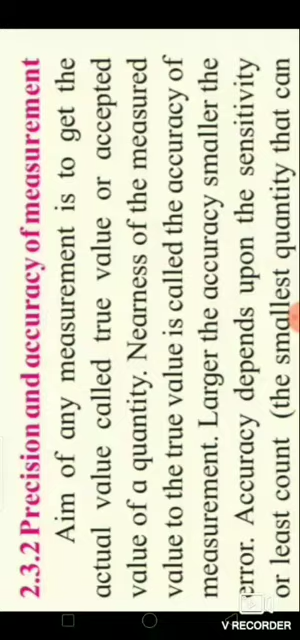 2.3.2 Precision and accuracy of measurement
Aim of any measurement is to get the
actual value called true value or accepted
value of a quantity. Nearness of the measured
value to the true value is called the accuracy of
measurement. Larger the accuracy smaller the
error. Accuracy depends upon the sensitivity
or least count (the smallest quantity that can
V RECORDER